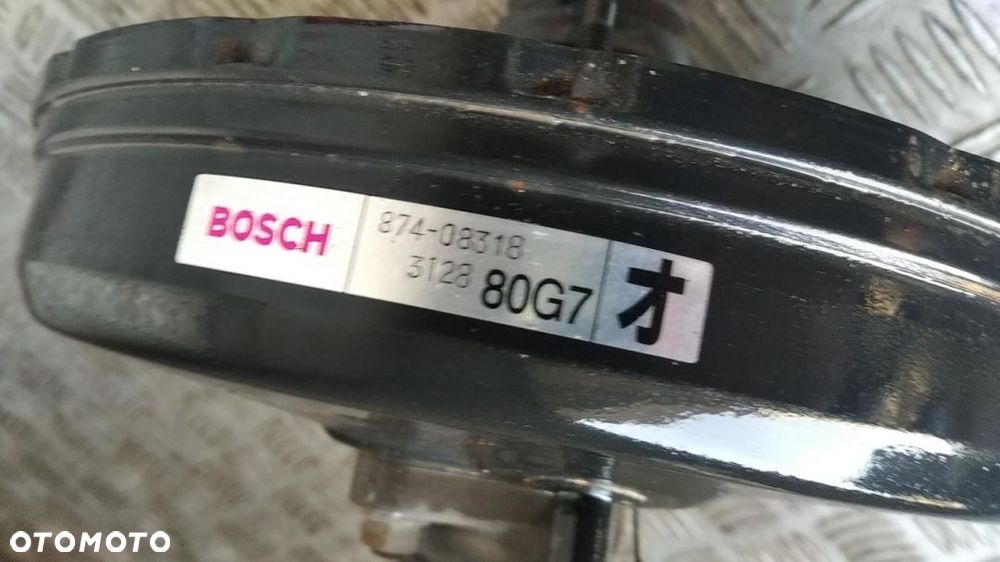 BOSCH
874-08318
3128 80G7
オ
OTOMOTO